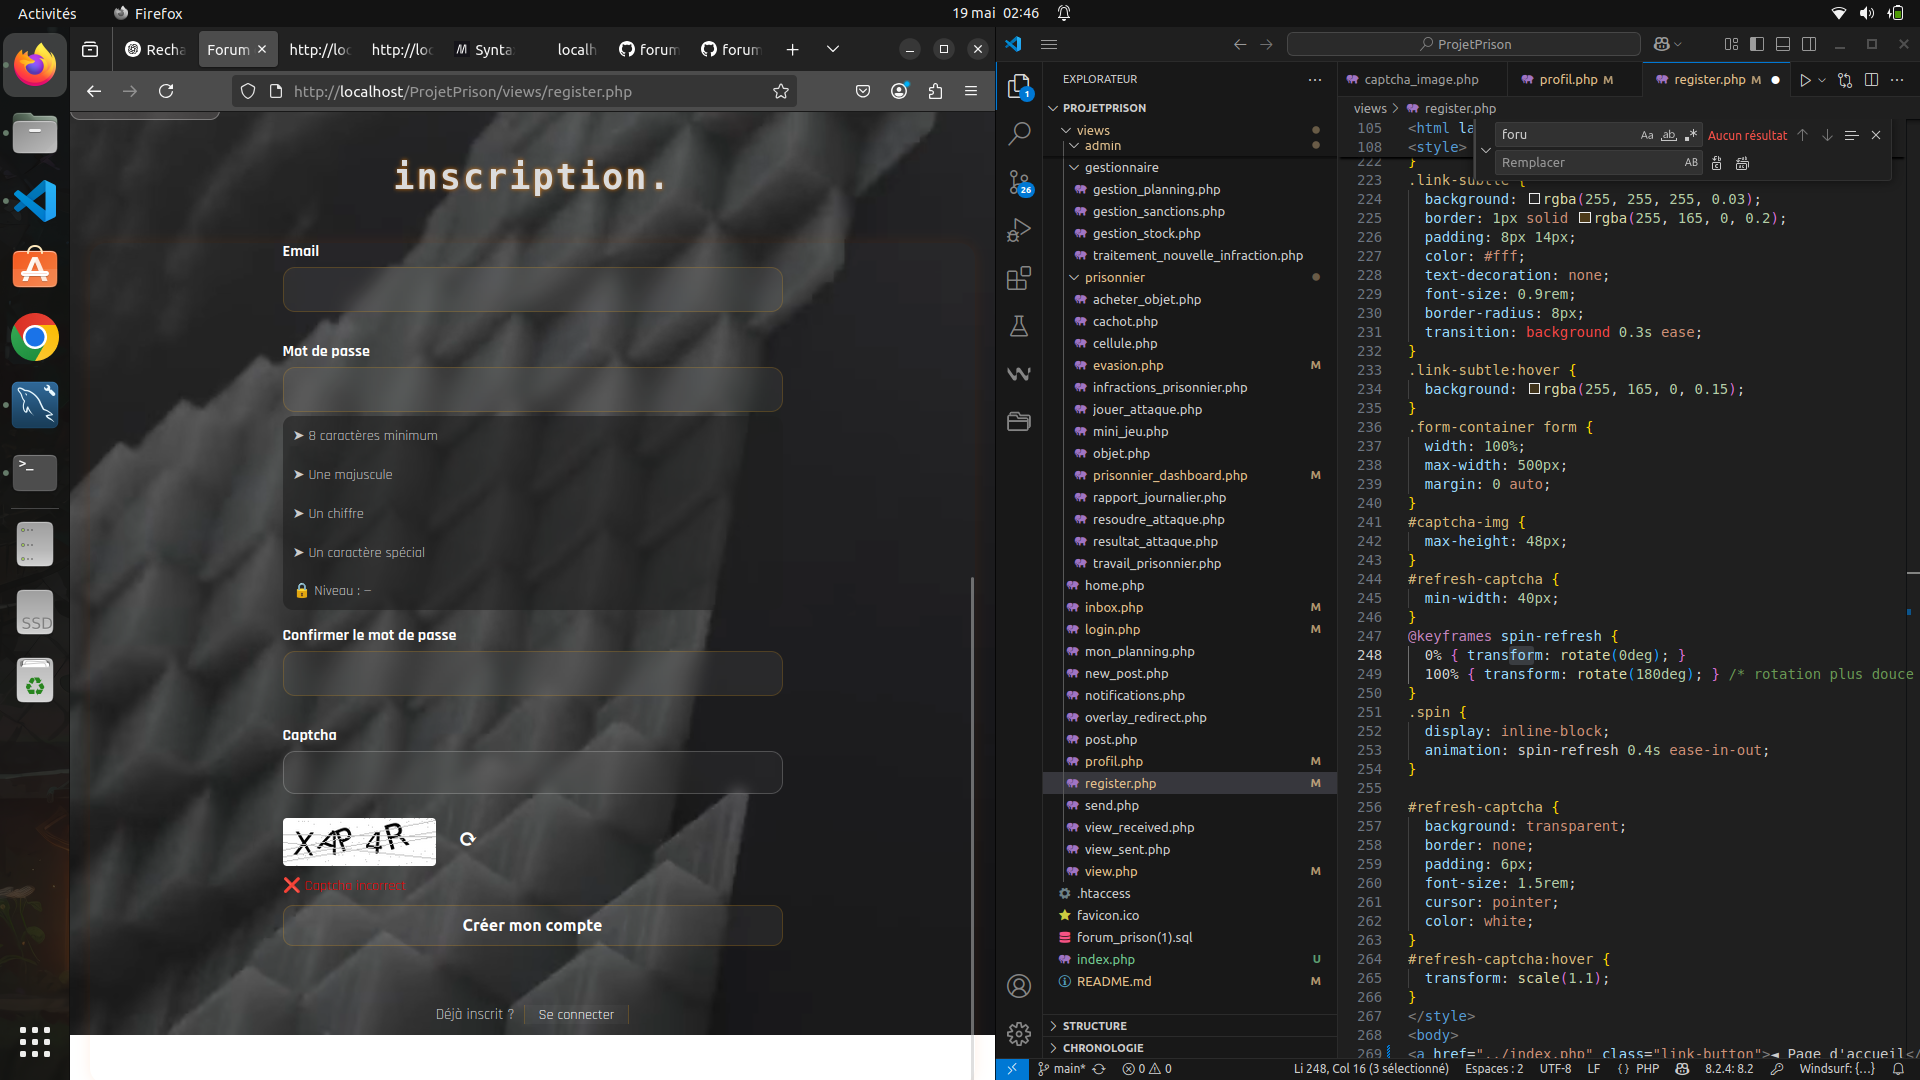 Activités
Firefox
19 mai 02:46
Recha
Forum
http://loc
http://loc
Synta
localh
forum
forum
http://localhost/ProjetPrison/views/register.php
inscription.
Email
Mot de passe
➤ 8 caractères minimum
➤ Une majuscule
➤ Un chiffre
➤ Un caractère spécial
🔒 Niveau : –
Confirmer le mot de passe
Captcha
XAP 4R
❌ Captcha incorrect
Créer mon compte
Déjà inscrit ?
Se connecter
SSD
ProjetPrison
EXPLORATEUR
PROJETPRISON
views
admin
gestionnaire
gestion_planning.php
gestion_sanctions.php
gestion_stock.php
traitement_nouvelle_infraction.php
prisonnier
acheter_objet.php
cachot.php
cellule.php
evasion.php M
infractions_prisonnier.php
jouer_attaque.php
mini_jeu.php
objet.php
prisonnier_dashboard.php M
rapport_journalier.php
resoudre_attaque.php
resultat_attaque.php
travail_prisonnier.php
home.php
inbox.php M
login.php M
mon_planning.php
new_post.php
notifications.php
overlay_redirect.php
post.php
profil.php M
register.php M
send.php
view_received.php
view_sent.php
view.php M
.htaccess
favicon.ico
forum_prison(1).sql
index.php U
README.md M
STRUCTURE
CHRONOLOGIE
1
26
captcha_image.php
profil.php M
register.php M
views > register.php
foru
Aa
ab
Aucun résultat
Remplacer
AB
105 <html la
108 <style>
222 }
223 .link-subtle {
224 background: rgba(255, 255, 255, 0.03);
225 border: 1px solid rgba(255, 165, 0, 0.2);
226 padding: 8px 14px;
227 color: #fff;
228 text-decoration: none;
229 font-size: 0.9rem;
230 border-radius: 8px;
231 transition: background 0.3s ease;
232 }
233 .link-subtle:hover {
234 background: rgba(255, 165, 0, 0.15);
235 }
236 .form-container form {
237 width: 100%;
238 max-width: 500px;
239 margin: 0 auto;
240 }
241 #captcha-img {
242 max-height: 48px;
243 }
244 #refresh-captcha {
245 min-width: 40px;
246 }
247 @keyframes spin-refresh {
248 0% { transform: rotate(0deg); }
249 100% { transform: rotate(180deg); } /* rotation plus douce
250 }
251 .spin {
252 display: inline-block;
253 animation: spin-refresh 0.4s ease-in-out;
254 }
255
256 #refresh-captcha {
257 background: transparent;
258 border: none;
259 padding: 6px;
260 font-size: 1.5rem;
261 cursor: pointer;
262 color: white;
263 }
264 #refresh-captcha:hover {
265 transform: scale(1.1);
266 }
267 </style>
268 <body>
269 <a href="../index.php" class="link-button">◄ Page d'accueil</
main*
0 0
Li 248, Col 16 (3 sélectionné)
Espaces : 2
UTF-8
LF
{ } PHP
8.2.4: 8.2
Windsurf: {...}